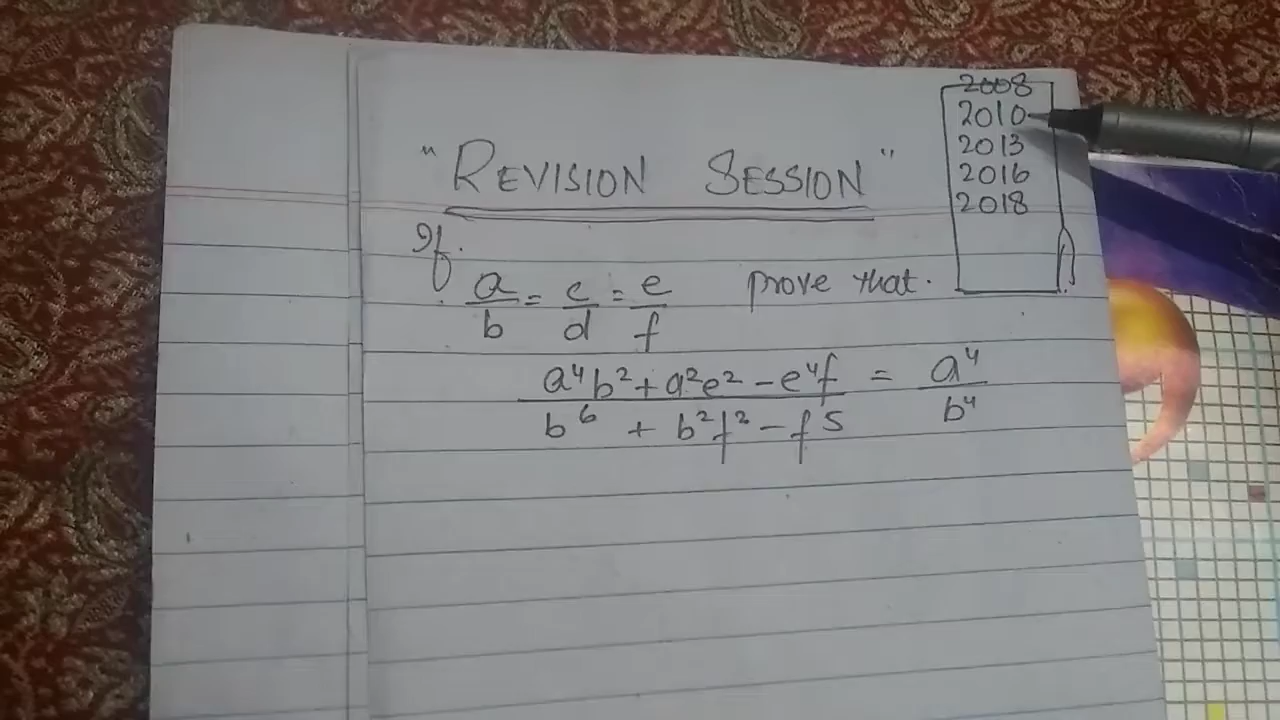 2008
2010
2013
2016
2018
"REVISION SESSION"
If.
a/b = c/d = e/f prove that.
a⁴b² + a²e² - e⁴f / b⁶ + b²f² - f⁵ = a⁴/b⁴